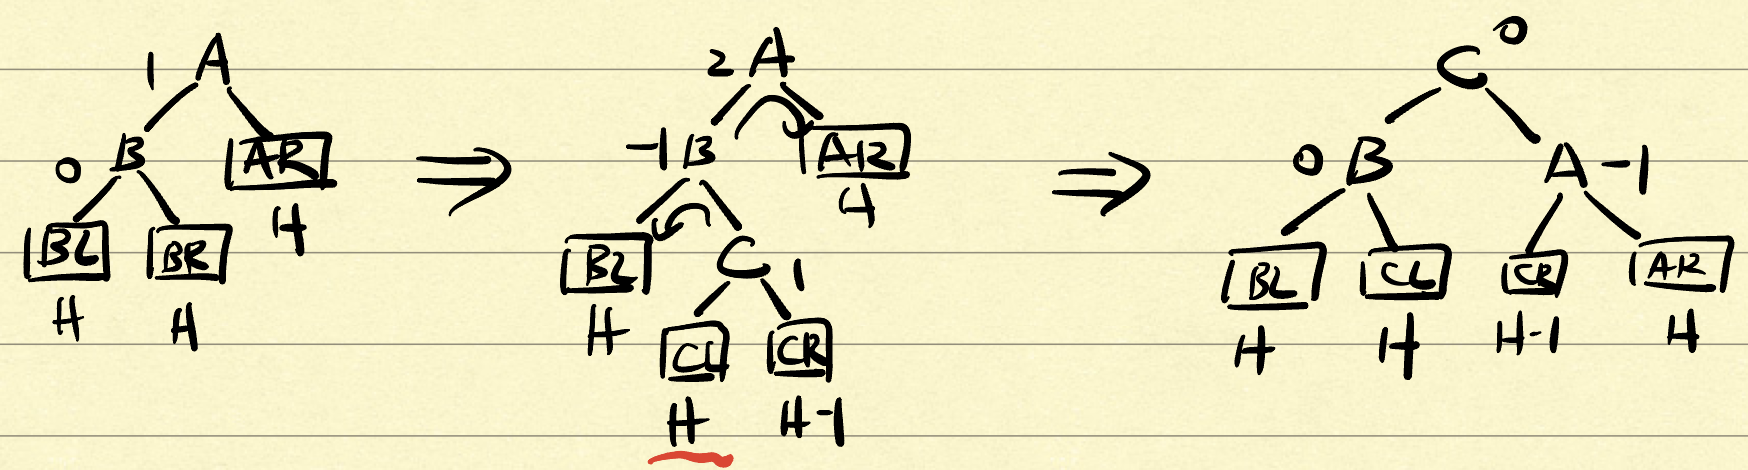 1 A
0 B AR
BL BR H
H H
⇒
2 A
-1 B AR
H
BL C 1
H CL CR
H H-1
⇒
C 0
0 B A -1
BL CL CR AR
H H H-1 H